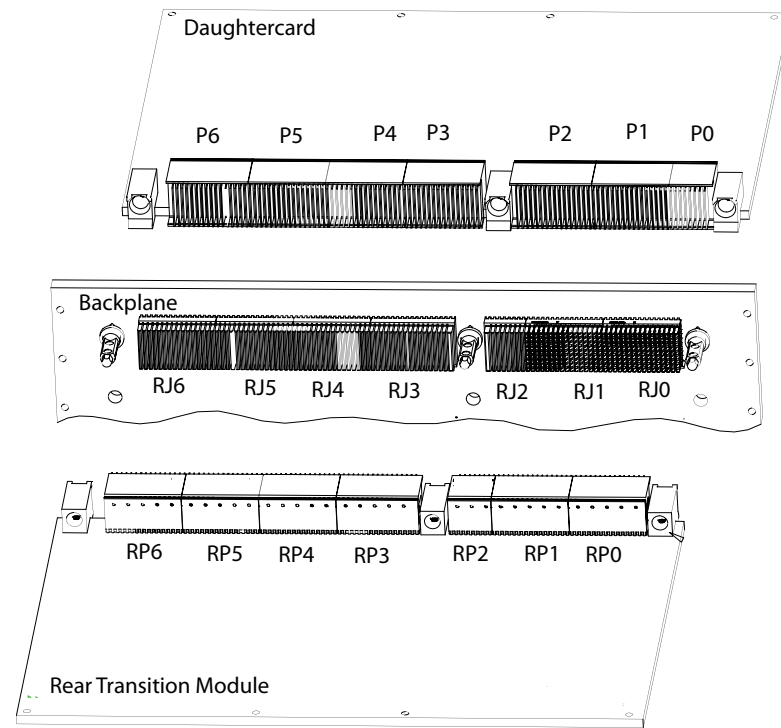 Daughtercard
P6 P5 P4 P3 P2 P1 P0
Backplane
RJ6 RJ5 RJ4 RJ3 RJ2 RJ1 RJ0
RP6 RP5 RP4 RP3 RP2 RP1 RP0
Rear Transition Module